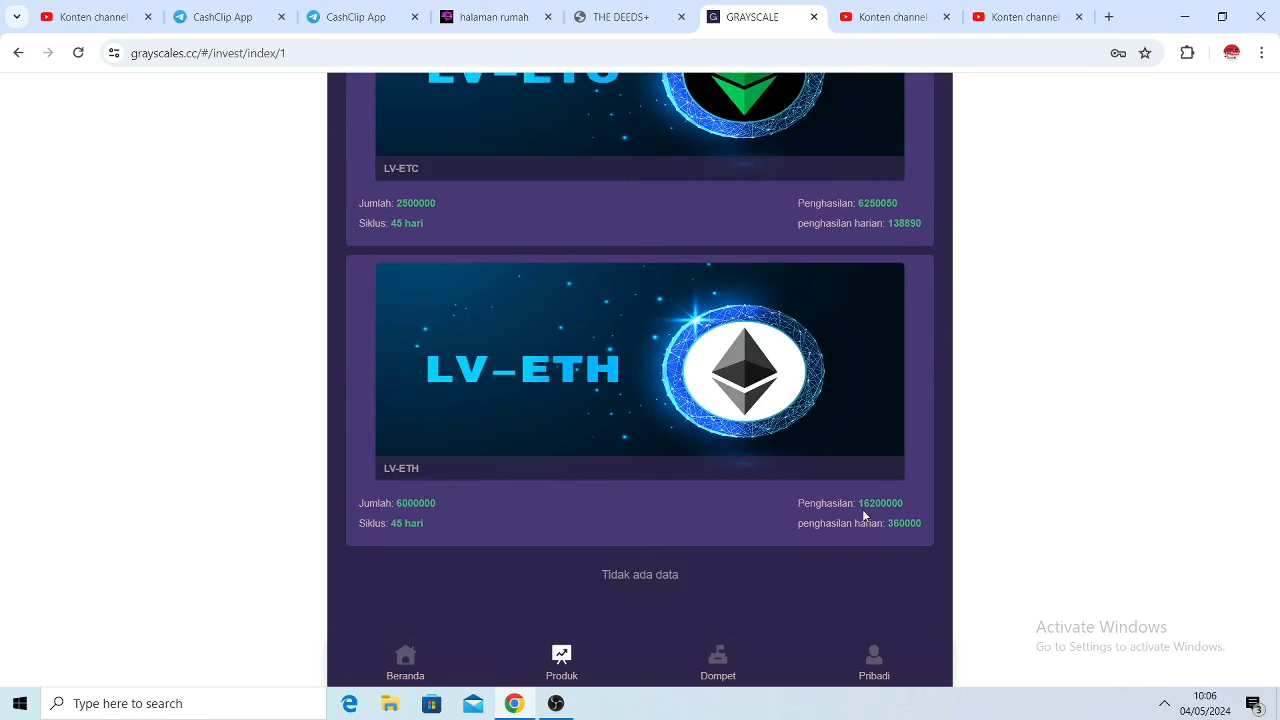 CashClip App
CashClip App
halaman rumah
THE DEEDS+
GRAYSCALE
Konten channel
Konten channel
grayscales.cc/#/invest/index/1
LV-ETC
LV-ETC
Jumlah: 2500000
Penghasilan: 6250050
Siklus: 45 hari
penghasilan harian: 138890
LV-ETH
LV-ETH
Jumlah: 6000000
Penghasilan: 16200000
Siklus: 45 hari
penghasilan harian: 360000
Tidak ada data
Activate Windows
Go to Settings to activate Windows.
Beranda
Produk
Dompet
Pribadi
Type here to search
10:06
04/05/2024
3